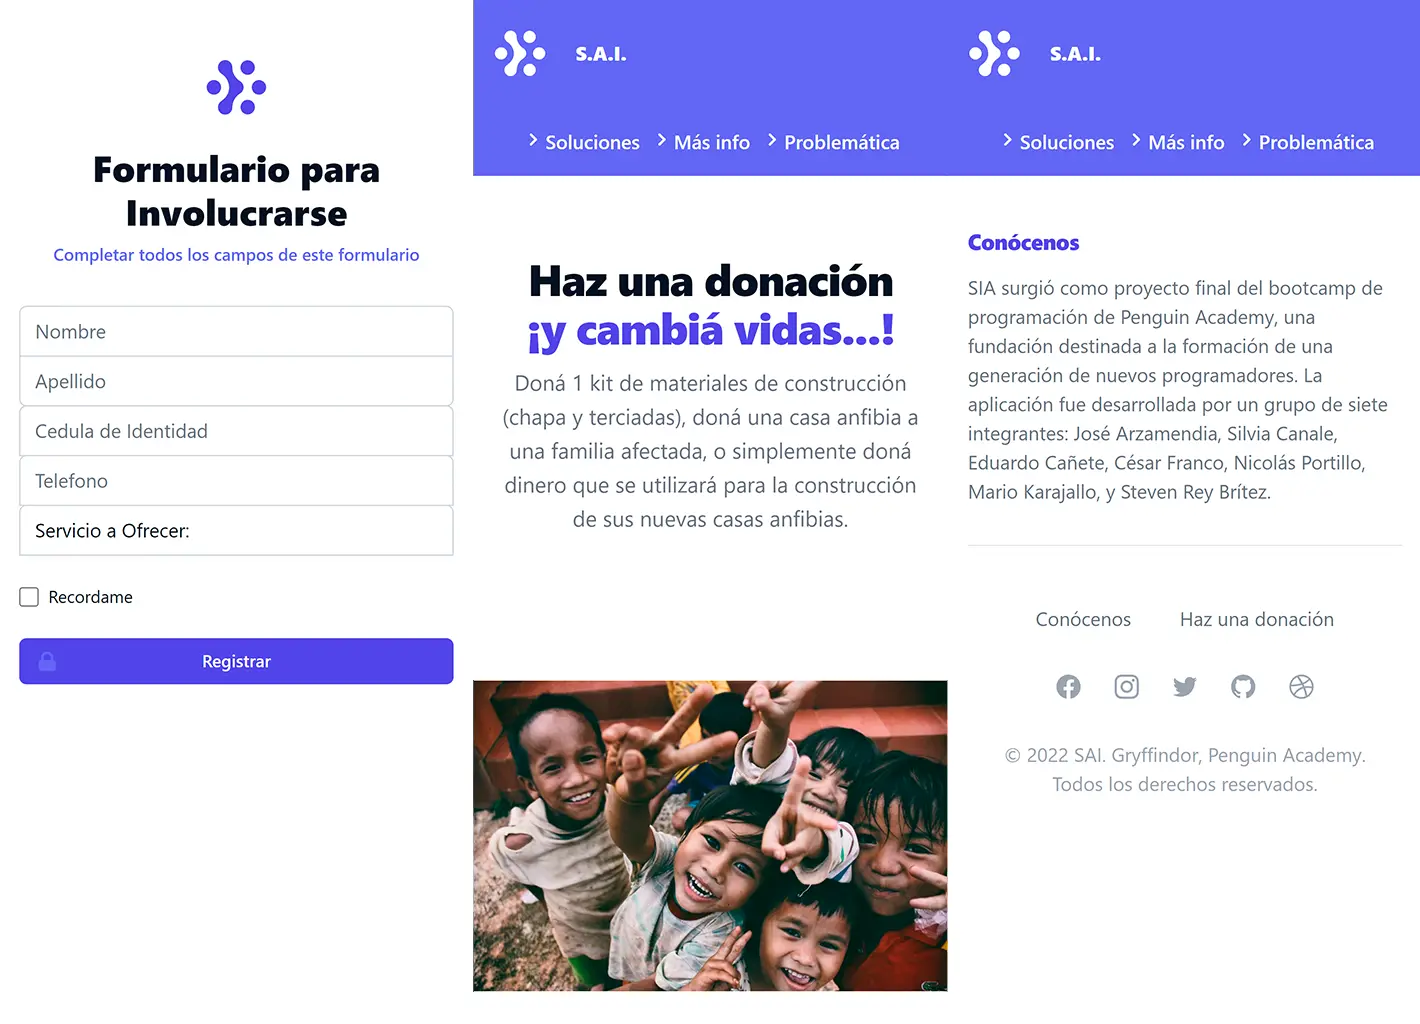 Formulario para
Involucrarse
Completar todos los campos de este formulario
Nombre
Apellido
Cedula de Identidad
Telefono
Servicio a Ofrecer:
Recordame
Registrar
S.A.I.
Soluciones
Más info
Problemática
Haz una donación
¡y cambiá vidas...!
Doná 1 kit de materiales de construcción
(chapa y terciadas), doná una casa anfibia a
una familia afectada, o simplemente doná
dinero que se utilizará para la construcción
de sus nuevas casas anfibias.
S.A.I.
Soluciones
Más info
Problemática
Conócenos
SIA surgió como proyecto final del bootcamp de
programación de Penguin Academy, una
fundación destinada a la formación de una
generación de nuevos programadores. La
aplicación fue desarrollada por un grupo de siete
integrantes: José Arzamendia, Silvia Canale,
Eduardo Cañete, César Franco, Nicolás Portillo,
Mario Karajallo, y Steven Rey Brítez.
Conócenos
Haz una donación
© 2022 SAI. Gryffindor, Penguin Academy.
Todos los derechos reservados.